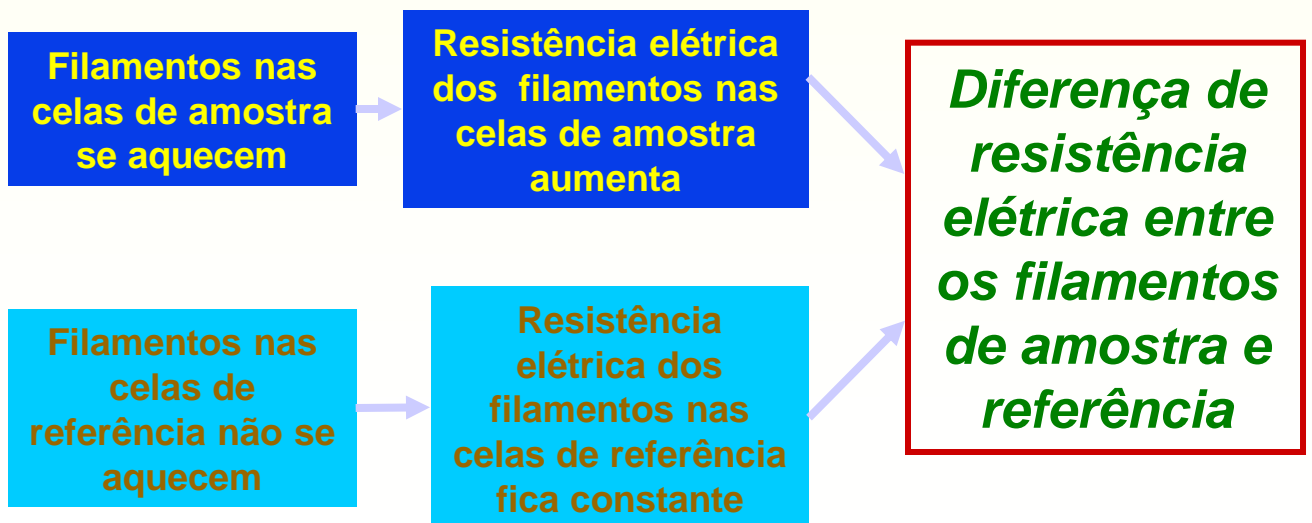 Filamentos nas
celas de amostra
se aquecem
Resistência elétrica
dos filamentos nas
celas de amostra
aumenta
Filamentos nas
celas de
referência não se
aquecem
Resistência
elétrica dos
filamentos nas
celas de referência
fica constante
Diferença de
resistência
elétrica entre
os filamentos
de amostra e
referência